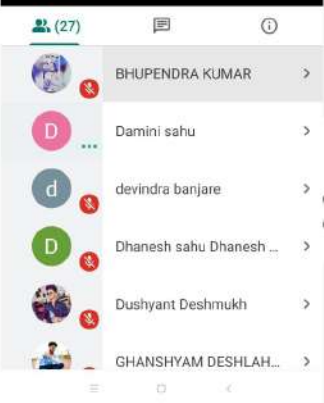 (27)
BHUPENDRA KUMAR
D
Damini sahu
d
devindra banjare
D
Dhanesh sahu Dhanesh ...
Dushyant Deshmukh
GHANSHYAM DESHLAH...